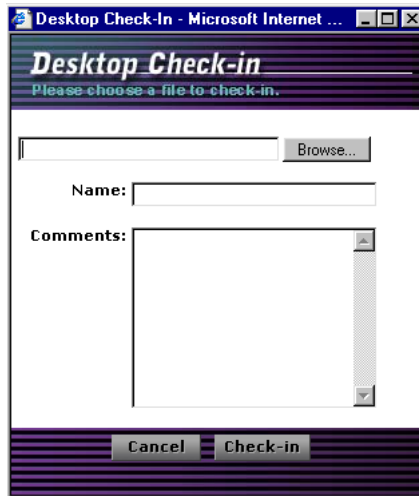 Desktop Check-In - Microsoft Internet ...
Desktop Check-in
Please choose a file to check-in.
Browse...
Name:
Comments:
Cancel Check-in